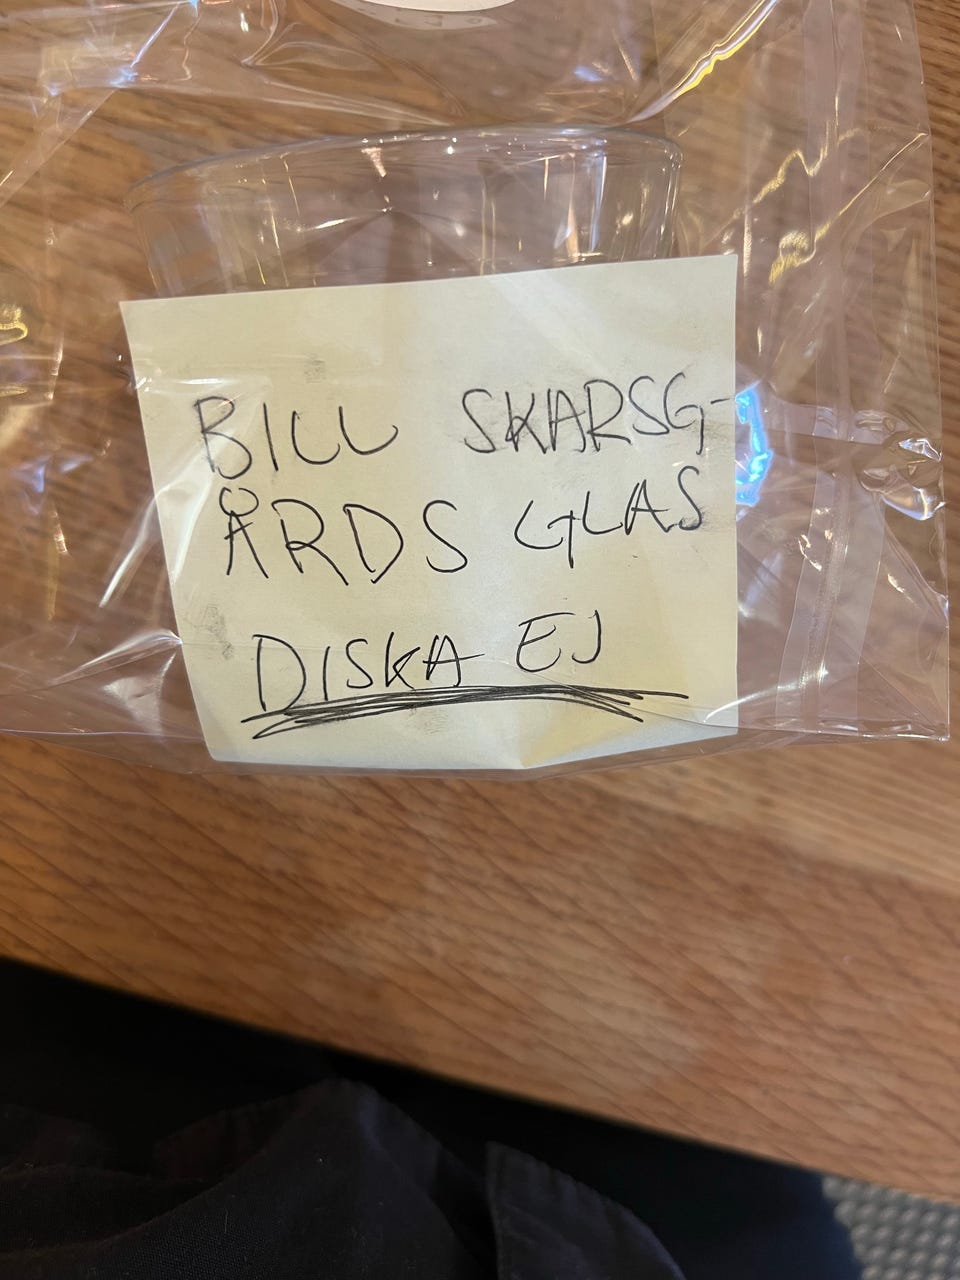 BILL SKARSG-
ÅRDS GLAS
DISKA EJ